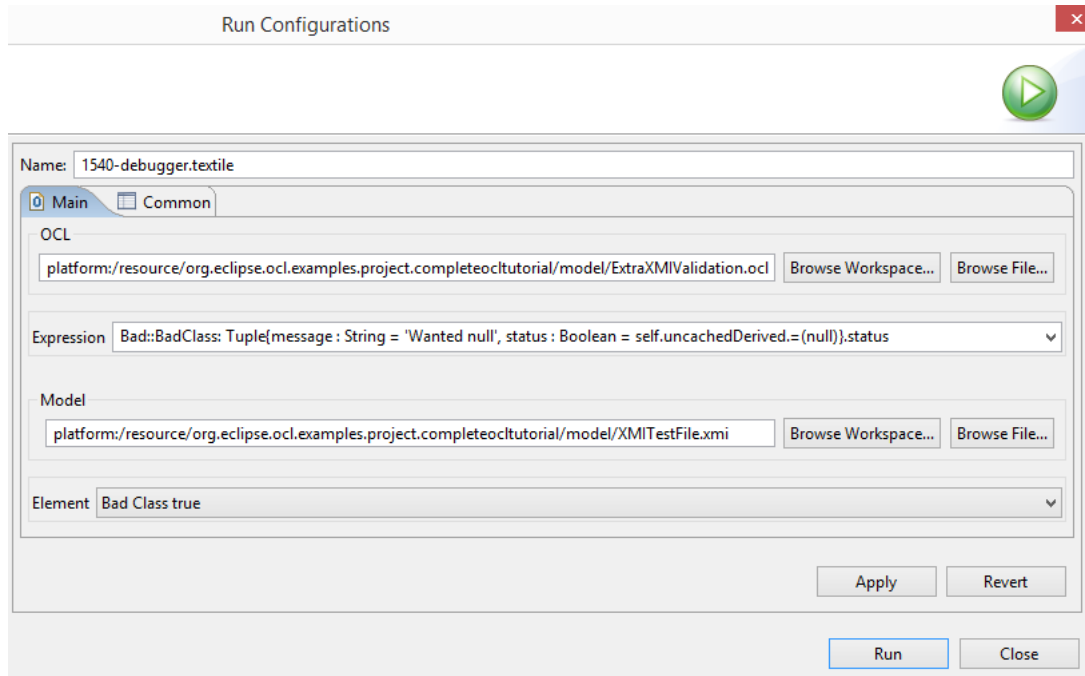 Run Configurations
Name: 1540-debugger.textile
Main Common
OCL
platform:/resource/org.eclipse.ocl.examples.project.completeocltutorial/model/ExtraXMIValidation.ocl Browse Workspace... Browse File...
Expression Bad::BadClass: Tuple{message : String = 'Wanted null', status : Boolean = self.uncachedDerived.=(null)}.status
Model
platform:/resource/org.eclipse.ocl.examples.project.completeocltutorial/model/XMITestFile.xmi Browse Workspace... Browse File...
Element Bad Class true
Apply Revert
Run Close